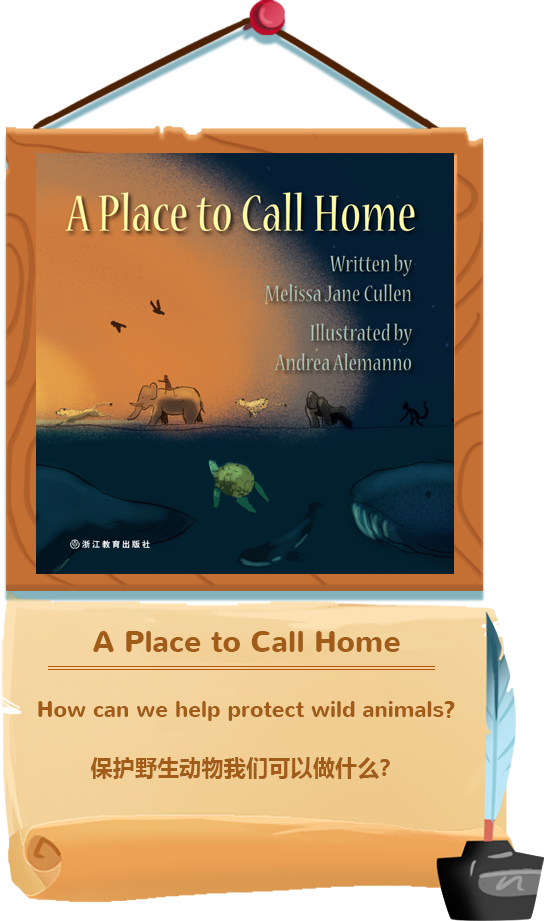 A Place to Call Home
Written by
Melissa Jane Cullen
Illustrated by
Andrea Alemanno
浙江教育出版社
A Place to Call Home
How can we help protect wild animals?
保护野生动物我们可以做什么?